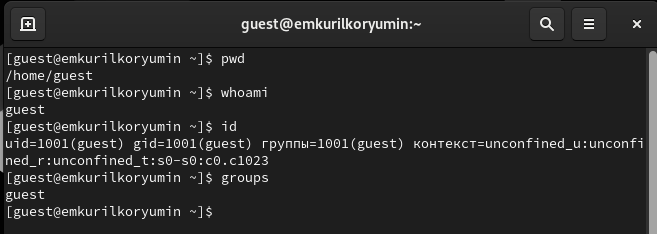 guest@emkurilkoryumin:~
[guest@emkurilkoryumin ~]$ pwd
/home/guest
[guest@emkurilkoryumin ~]$ whoami
guest
[guest@emkurilkoryumin ~]$ id
uid=1001(guest) gid=1001(guest) группы=1001(guest) контекст=unconfined_u:unconfi
ned_r:unconfined_t:s0-s0:c0.c1023
[guest@emkurilkoryumin ~]$ groups
guest
[guest@emkurilkoryumin ~]$